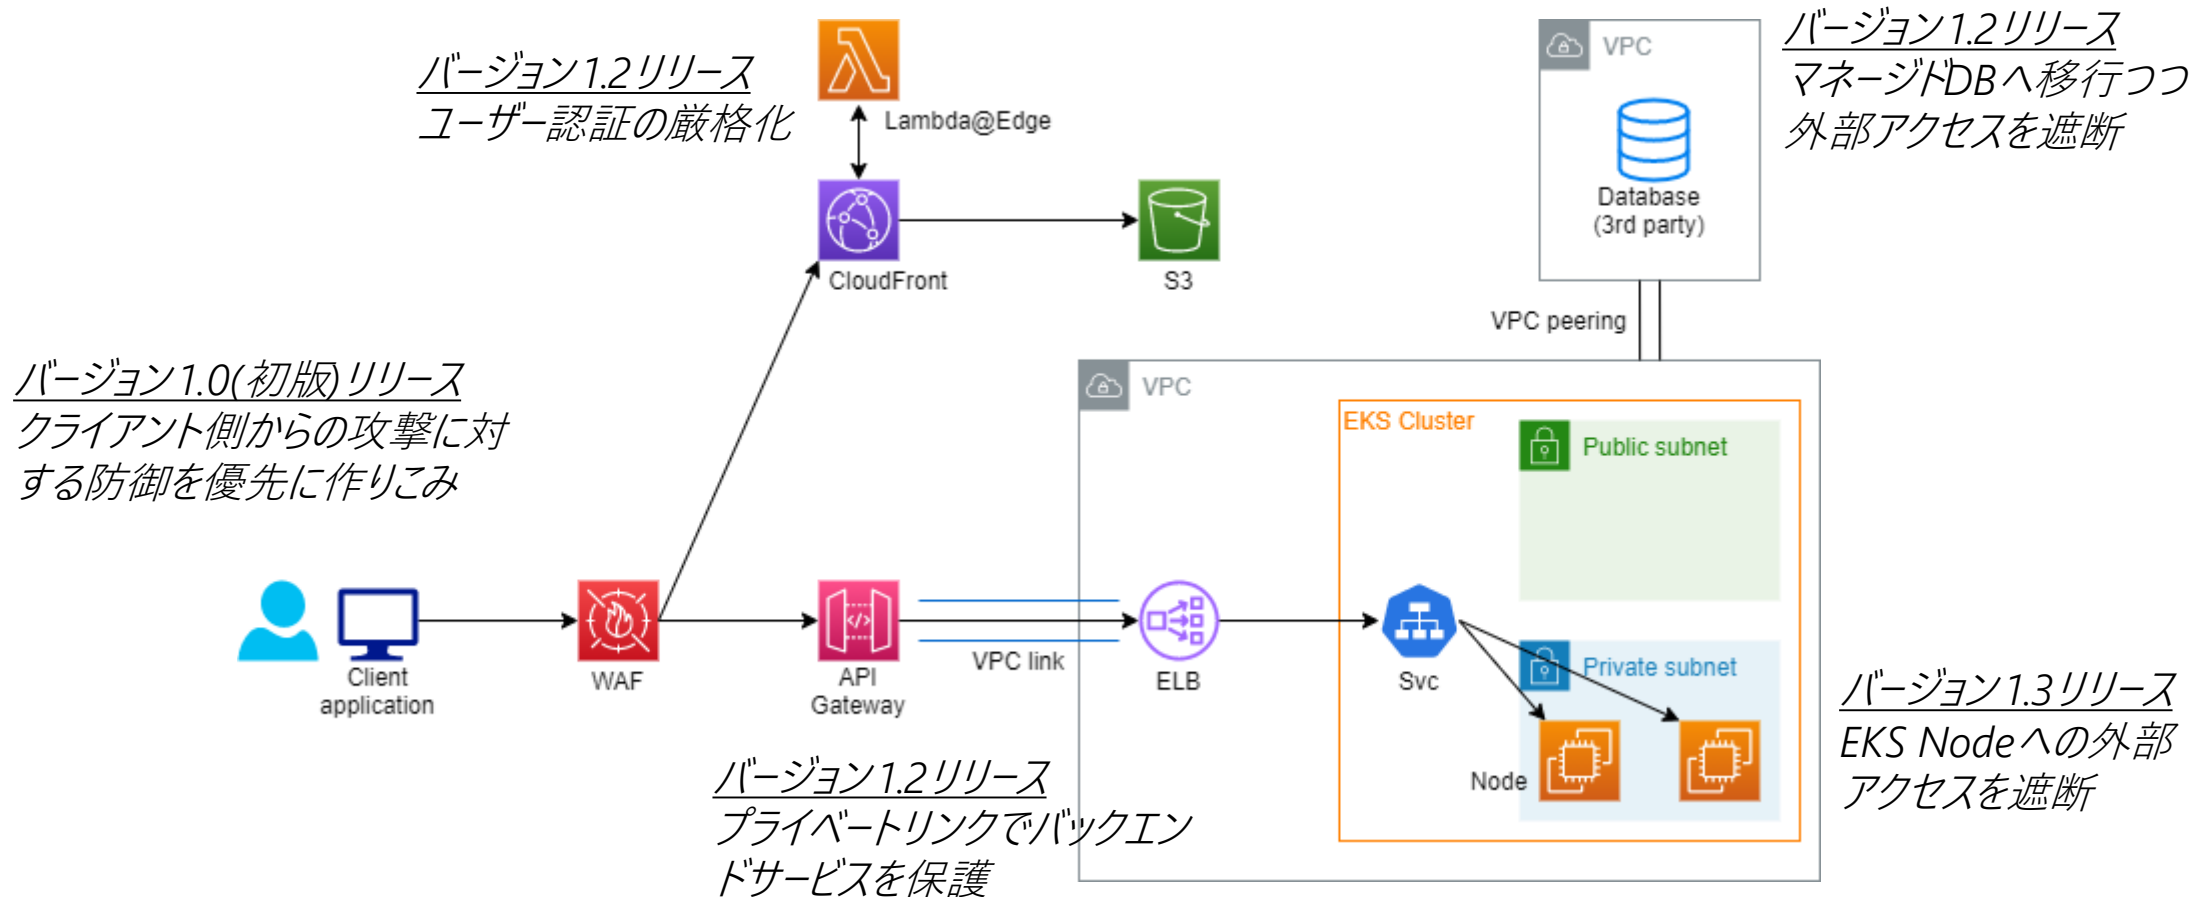 バージョン1.2リリース
ユーザー認証の厳格化
Lambda@Edge
CloudFront
S3
VPC
Database
(3rd party)
バージョン1.2リリース
マネージドDBへ移行つつ
外部アクセスを遮断
VPC peering
バージョン1.0(初版)リリース
クライアント側からの攻撃に対
する防御を優先に作りこみ
VPC
EKS Cluster
Public subnet
Private subnet
Client
application
WAF
API
Gateway
VPC link
ELB
Svc
Node
バージョン1.2リリース
プライベートリンクでバックエン
ドサービスを保護
バージョン1.3リリース
EKS Nodeへの外部
アクセスを遮断